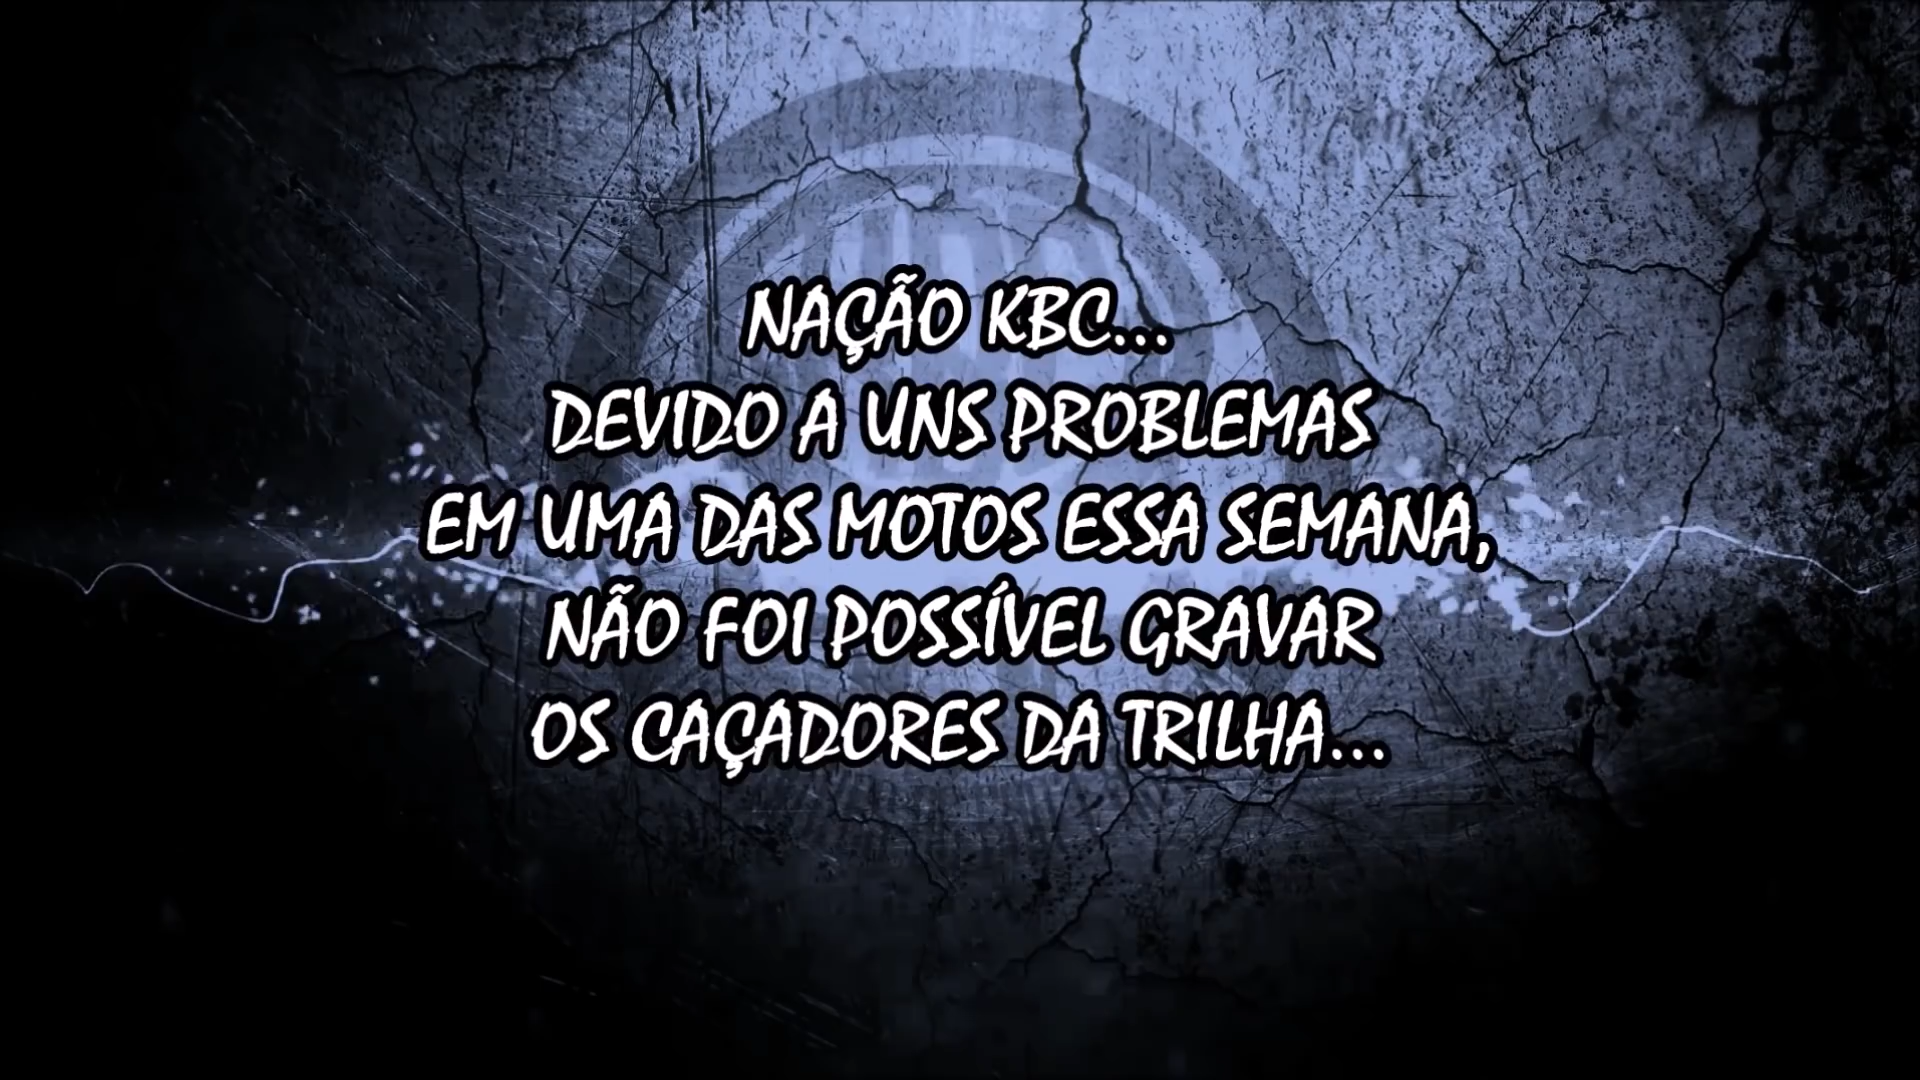 NAÇÃO KBC...
DEVIDO A UNS PROBLEMAS
EM UMA DAS MOTOS ESSA SEMANA,
NÃO FOI POSSÍVEL GRAVAR
OS CAÇADORES DA TRILHA...